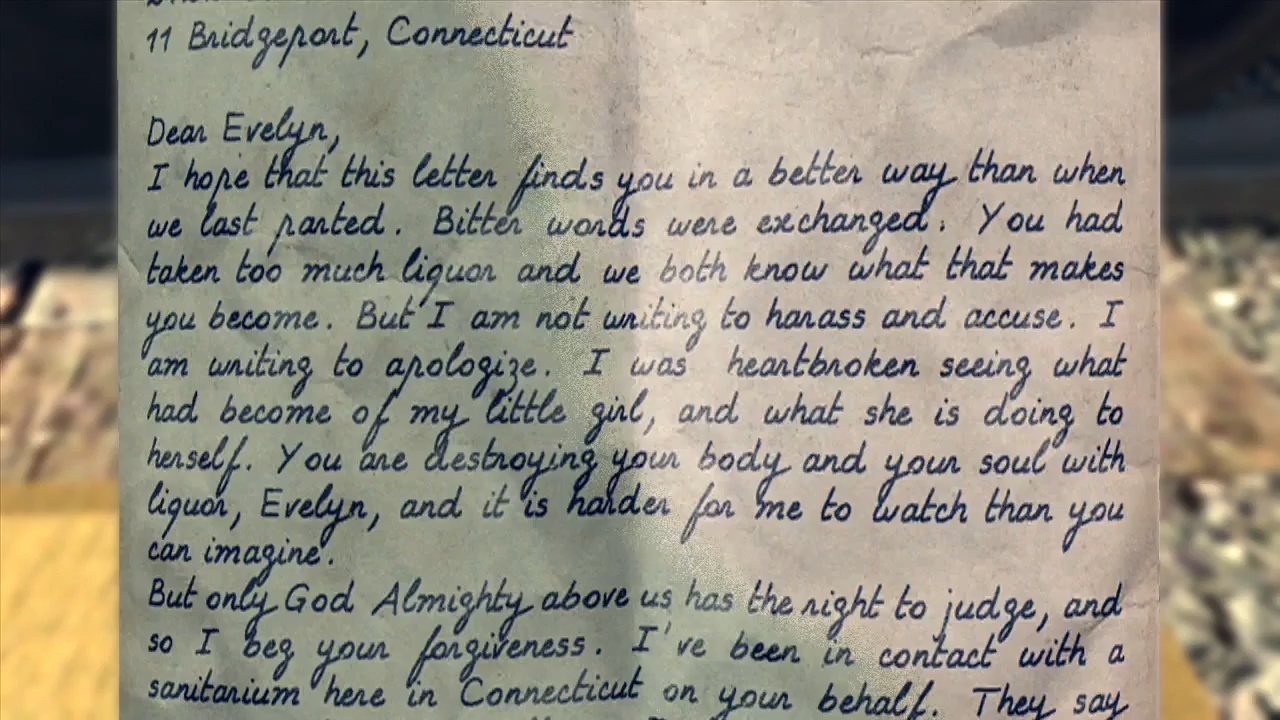 11 Bridgeport, Connecticut
Dear Evelyn,
I hope that this letter finds you in a better way than when
we last parted. Bitter words were exchanged. You had
taken too much liquor and we both know what that makes
you become. But I am not writing to harass and accuse. I
am writing to apologize. I was heartbroken seeing what
had become of my little girl, and what she is doing to
herself. You are destroying your body and your soul with
liquor, Evelyn, and it is harder for me to watch than you
can imagine.
But only God Almighty above us has the right to judge, and
so I beg your forgiveness. I've been in contact with a
sanitarium here in Connecticut on your behalf. They say